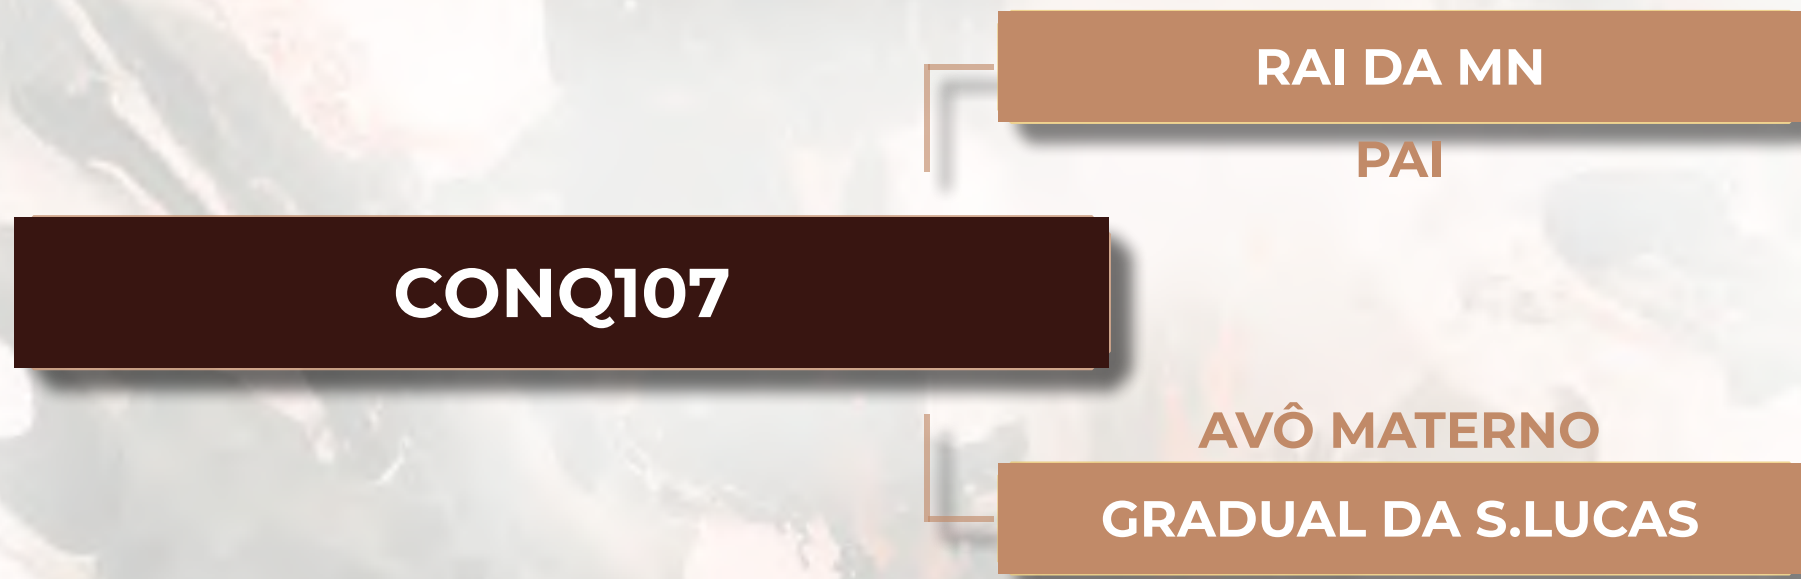 RAI DA MN
PAI
CONQ107
AVÔ MATERNO
GRADUAL DA S.LUCAS